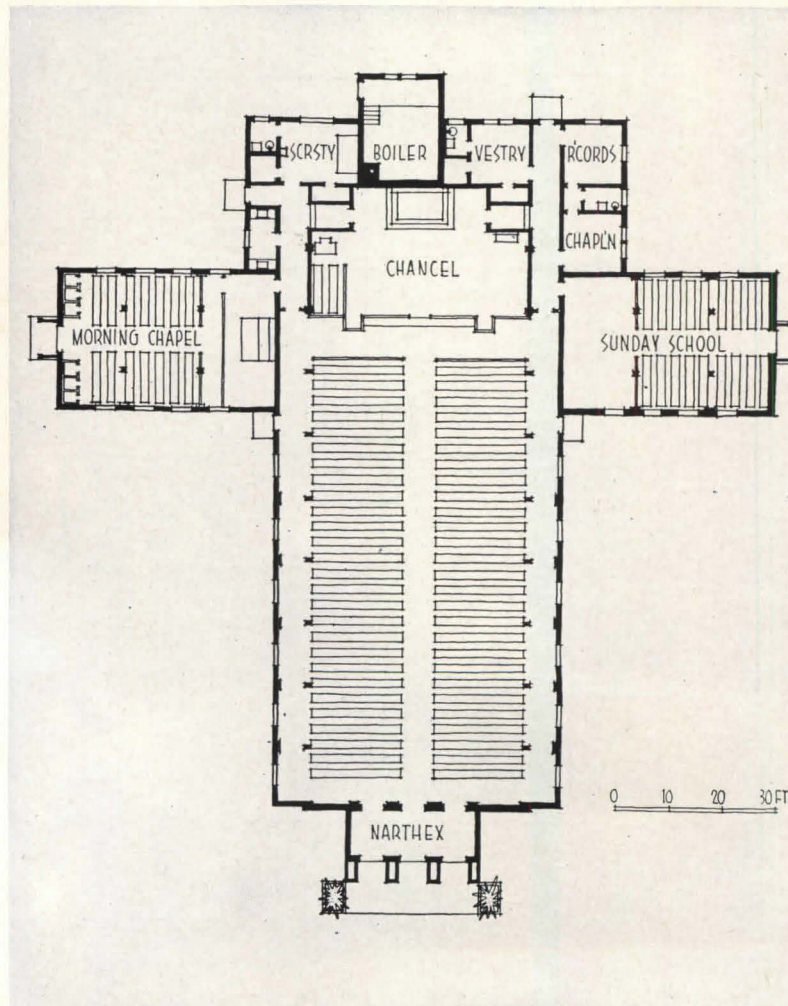 SCRSTY BOILER VESTRY R'CORDS
CHAPL'N
CHANCEL
MORNING CHAPEL SUNDAY SCHOOL
0 10 20 30 FT
NARTHEX